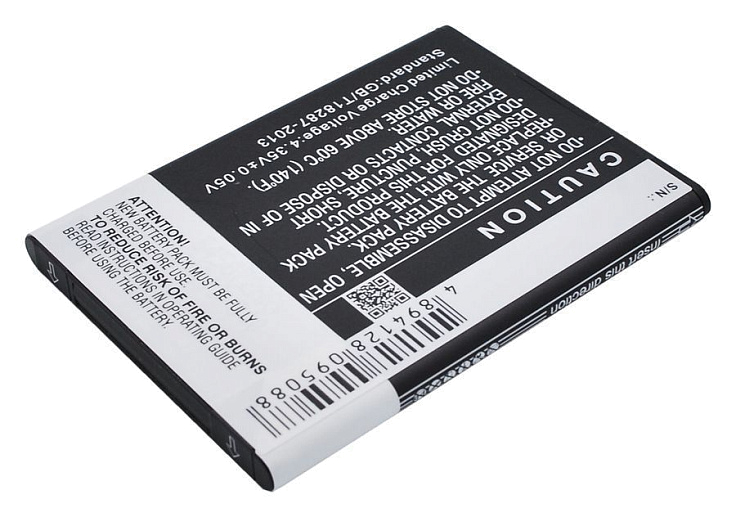 CAUTION
•DO NOT ATTEMPT TO DISASSEMBLE, OPEN
OR SERVICE THE BATTERY PACK.
•REPLACE ONLY WITH THE BATTERY PACK
DESIGNATED FOR THIS PRODUCT.
•DO NOT CRUSH, PUNCTURE, SHORT
EXTERNAL CONTACTS OR DISPOSE OF IN
FIRE OR WATER.
•DO NOT STORE ABOVE 60℃ (140℉).
Limited Charge Voltage:4.35V±0.05V
Standard:GB/T18287-2013
S/N.:
ATTENTION!
NEW BATTERY PACK MUST BE FULLY
CHARGED BEFORE USE.
TO REDUCE RISK OF FIRE OR BURNS
READ INSTRUCTIONS IN OPERATING GUIDE
BEFORE USING THE BATTERY.
4 894128 095088
Insert this direction